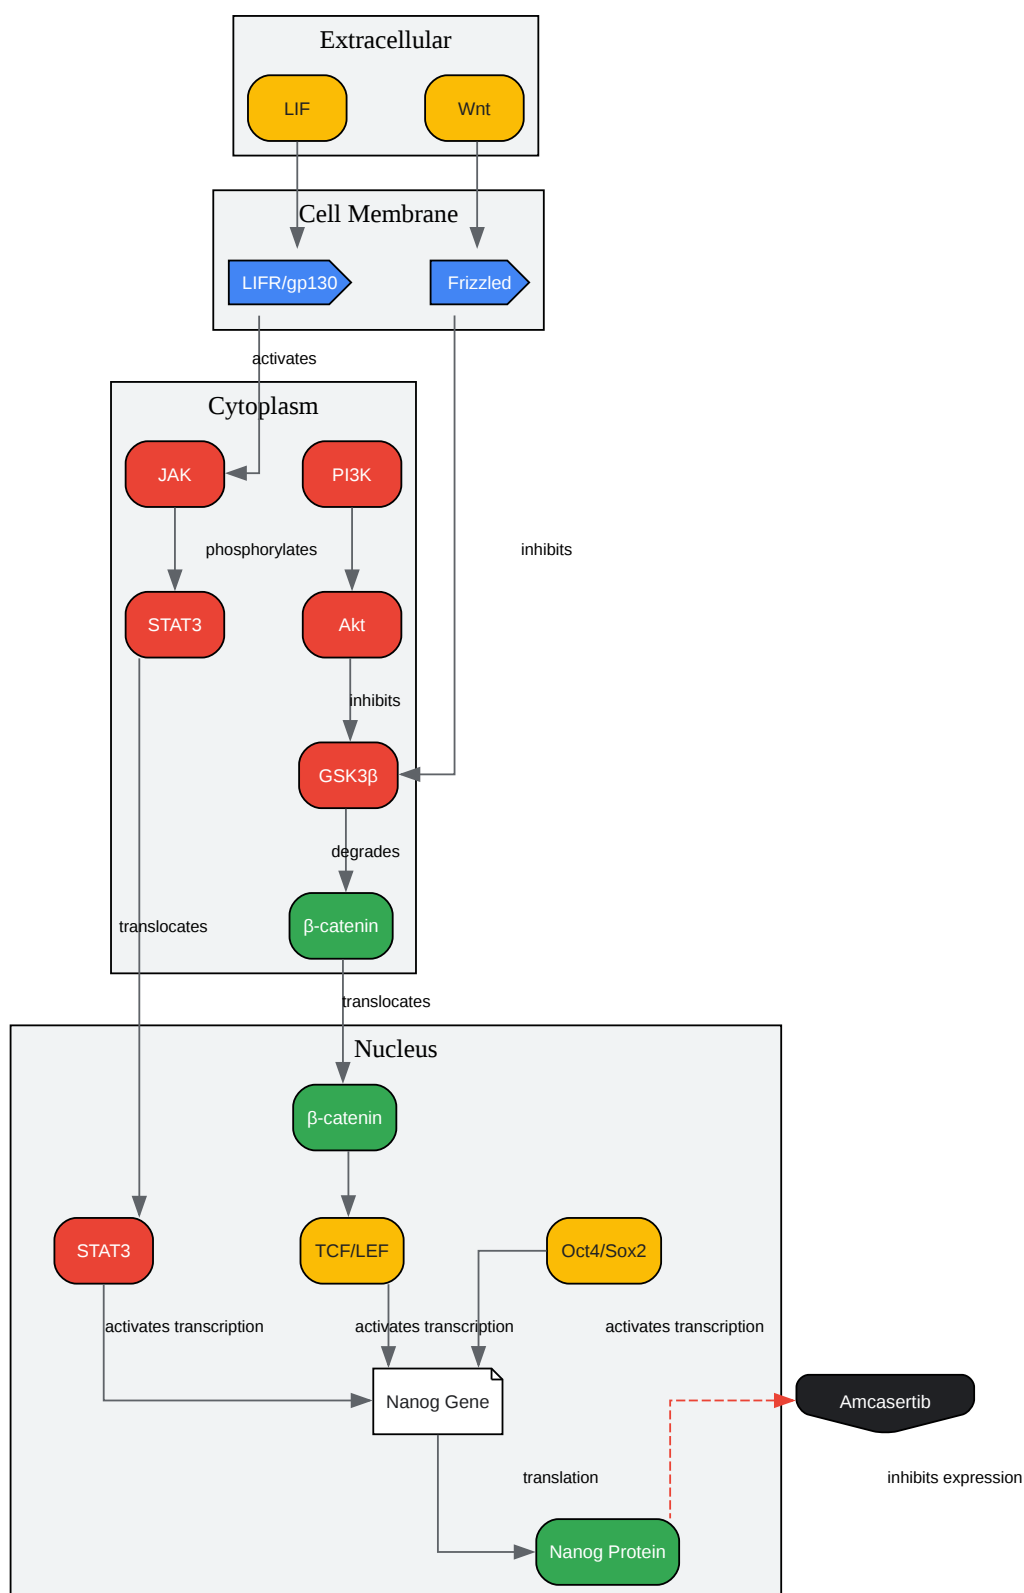 Extracellular
LIF
Wnt
Cell Membrane
LIFR/gp130
Frizzled
activates
Cytoplasm
JAK
PI3K
phosphorylates
inhibits
STAT3
Akt
inhibits
GSK3β
degrades
translocates
β-catenin
translocates
Nucleus
β-catenin
STAT3
TCF/LEF
Oct4/Sox2
activates transcription
activates transcription
activates transcription
Nanog Gene
Amcasertib
translation
inhibits expression
Nanog Protein